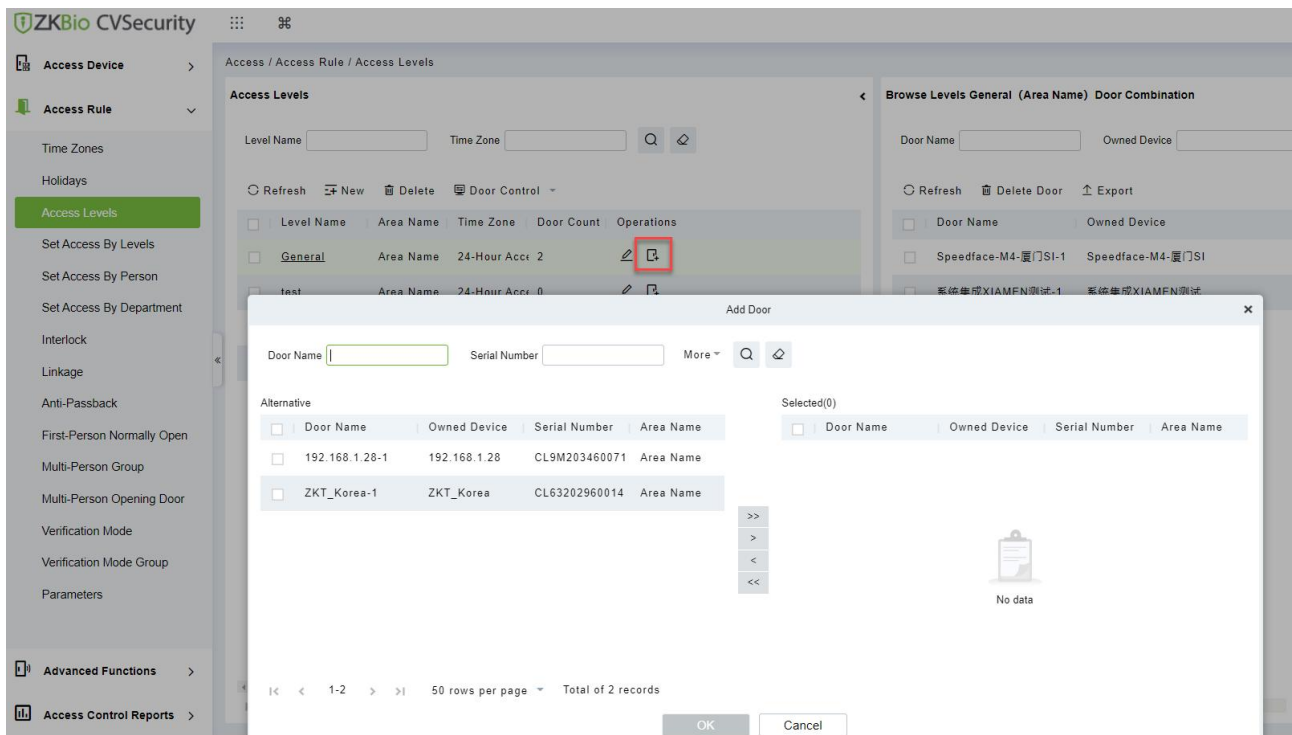 ZKBio CVSecurity
Access Device
Access Rule
Time Zones
Holidays
Access Levels
Set Access By Levels
Set Access By Person
Set Access By Department
Interlock
Linkage
Anti-Passback
First-Person Normally Open
Multi-Person Group
Multi-Person Opening Door
Verification Mode
Verification Mode Group
Parameters
Advanced Functions
Access Control Reports
Access / Access Rule / Access Levels
Access Levels
Level Name Time Zone
Refresh New Delete Door Control
Level Name Area Name Time Zone Door Count Operations
General Area Name 24-Hour Acce 2
test Area Name 24-Hour Acce 0
Browse Levels General (Area Name) Door Combination
Door Name Owned Device
Refresh Delete Door Export
Door Name Owned Device
Speedface-M4-厦门SI-1 Speedface-M4-厦门SI
系统集成XIAMEN测试-1 系统集成XIAMEN测试
Add Door ×
Door Name Serial Number More
Alternative
Door Name Owned Device Serial Number Area Name
192.168.1.28-1 192.168.1.28 CL9M203460071 Area Name
ZKT_Korea-1 ZKT_Korea CL63202960014 Area Name
>>
>
<
<<
Selected(0)
Door Name Owned Device Serial Number Area Name
No data
|< < 1-2 > >| 50 rows per page Total of 2 records
OK Cancel